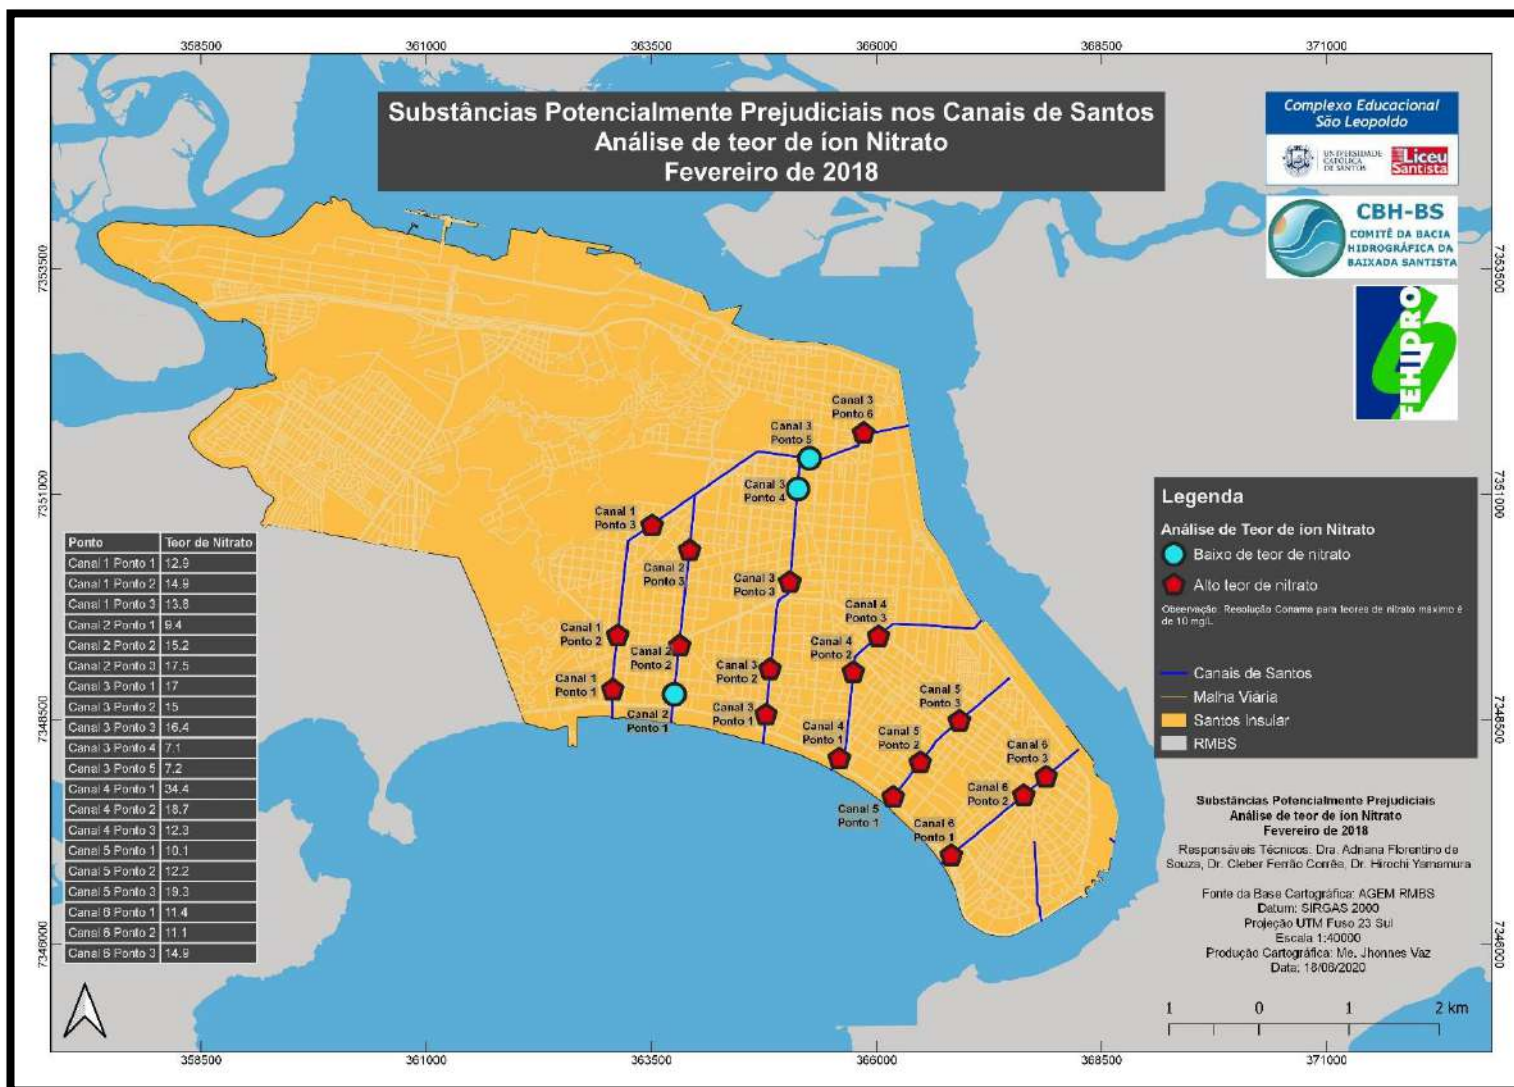 358500 361000 363500 366000 368500 371000
Substâncias Potencialmente Prejudiciais nos Canais de Santos
Análise de teor de íon Nitrato
Fevereiro de 2018
Complexo Educacional
São Leopoldo
UNIVERSIDADE
CATÓLICA
DE SANTOS
Liceu
Santista
CBH-BS
COMITÊ DA BACIA
HIDROGRÁFICA DA
BAIXADA SANTISTA
FEHIDRO
7353500
7351000
7348500
7346000
7353500
7351000
7348500
7346000
Canal 3
Ponto 6
Canal 3
Ponto 5
Canal 3
Ponto 4
Canal 1
Ponto 3
Canal 2
Ponto 3
Canal 3
Ponto 3
Canal 4
Ponto 3
Canal 1
Ponto 2
Canal 2
Ponto 2
Canal 4
Ponto 2
Canal 3
Ponto 2
Canal 1
Ponto 1
Canal 5
Ponto 3
Canal 2
Ponto 1
Canal 3
Ponto 1
Canal 4
Ponto 1
Canal 5
Ponto 2
Canal 6
Ponto 3
Canal 6
Ponto 2
Canal 5
Ponto 1
Canal 6
Ponto 1
Ponto Teor de Nitrato
Canal 1 Ponto 1 12.9
Canal 1 Ponto 2 14.9
Canal 1 Ponto 3 13.8
Canal 2 Ponto 1 9.4
Canal 2 Ponto 2 15.2
Canal 2 Ponto 3 17.5
Canal 3 Ponto 1 17
Canal 3 Ponto 2 15
Canal 3 Ponto 3 16.4
Canal 3 Ponto 4 7.1
Canal 3 Ponto 5 7.2
Canal 4 Ponto 1 34.4
Canal 4 Ponto 2 18.7
Canal 4 Ponto 3 12.3
Canal 5 Ponto 1 10.1
Canal 5 Ponto 2 12.2
Canal 5 Ponto 3 19.3
Canal 6 Ponto 1 11.4
Canal 6 Ponto 2 11.1
Canal 6 Ponto 3 14.9
Legenda
Análise de Teor de íon Nitrato
Baixo de teor de nitrato
Alto teor de nitrato
Observação: Resolução Conama para teores de nitrato máximo é
de 10 mg/L
Canais de Santos
Malha Viária
Santos Insular
RMBS
Substâncias Potencialmente Prejudiciais
Análise de teor de íon Nitrato
Fevereiro de 2018
Responsáveis Técnicos: Dra. Adriana Florentino de
Souza, Dr. Cleber Ferrão Corrêa, Dr. Hirochi Yamamura
Fonte da Base Cartográfica: AGEM RMBS
Datum: SIRGAS 2000
Projeção UTM Fuso 23 Sul
Escala 1:40000
Produção Cartográfica: Me. Jhonnes Vaz
Data: 18/06/2020
1 0 1 2 km
358500 361000 363500 366000 368500 371000